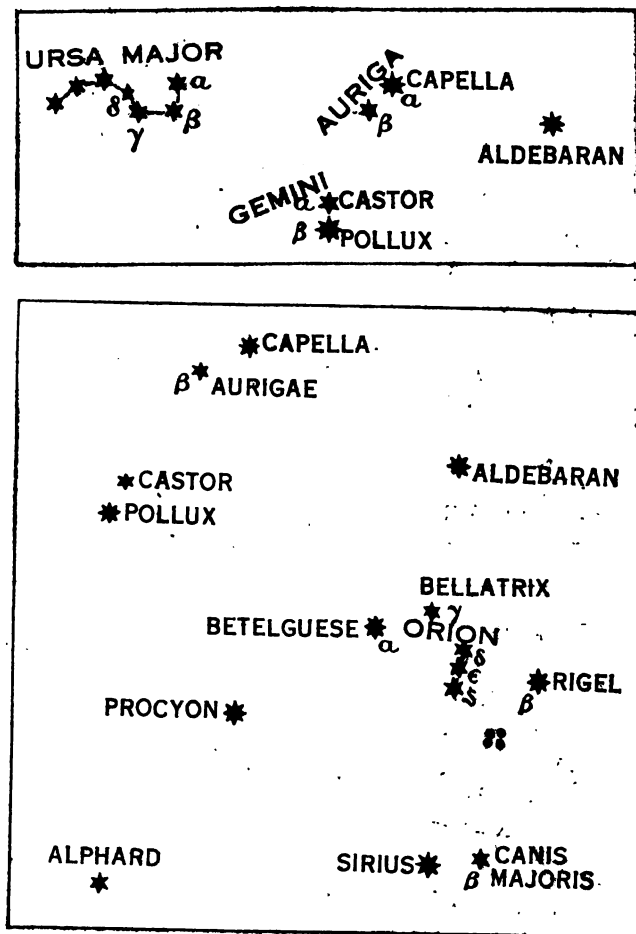 URSA MAJOR
α
δ
γ
β
AURIGA
CAPELLA
α
β
ALDEBARAN
GEMINI
α CASTOR
β POLLUX
CAPELLA
β AURIGAE
CASTOR
POLLUX
ALDEBARAN
BELLATRIX
γ
BETELGUESE
α
ORION
δ
ε
ζ
RIGEL
β
PROCYON
ALPHARD
SIRIUS
CANIS
β MAJORIS